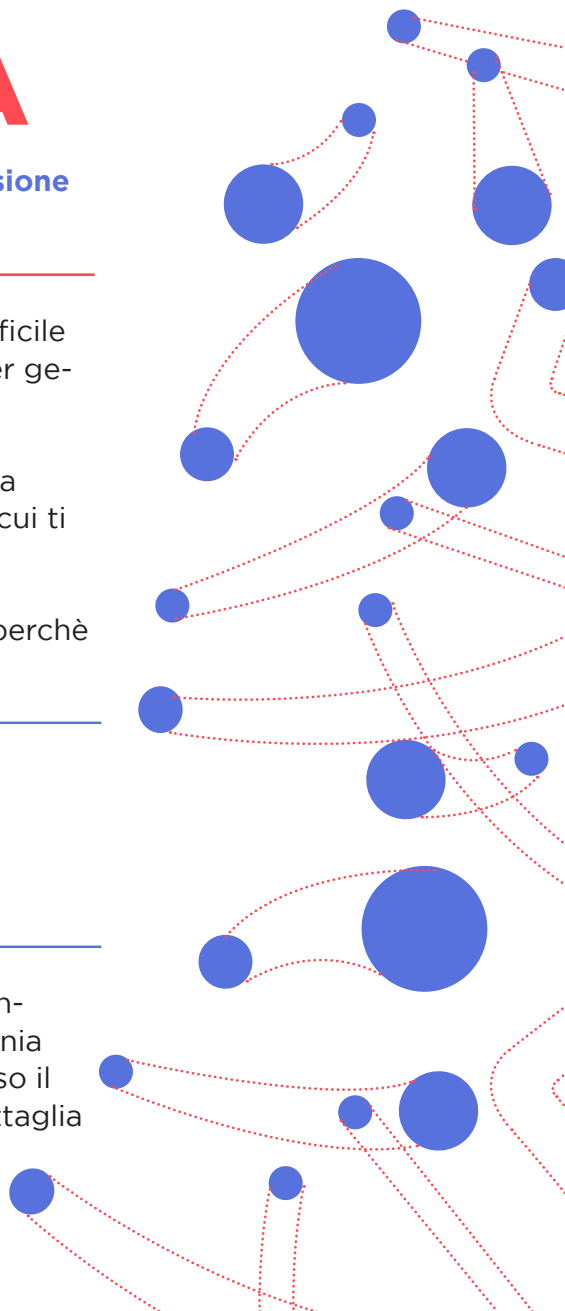 A
sione
ficile
er ge-
a
cui ti
perchè
n-
nia
so il
ttaglia